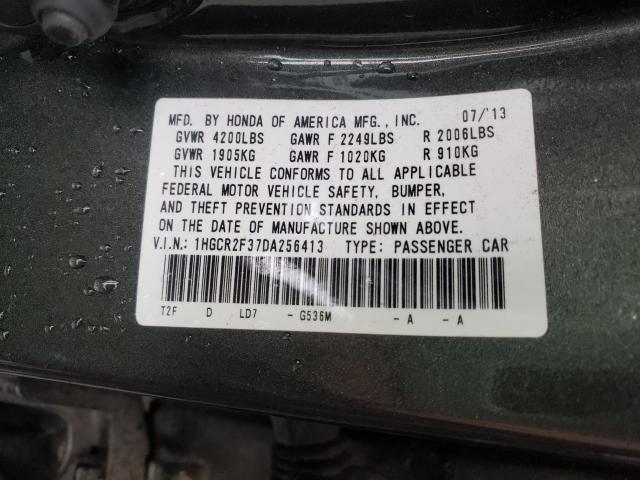 MFD. BY HONDA OF AMERICA MFG., INC. 07/'13
GVWR 4200LBS GAWR F 2249LBS R 2006LBS
GVWR 1905KG GAWR F 1020KG R 910KG
THIS VEHICLE CONFORMS TO ALL APPLICABLE
FEDERAL MOTOR VEHICLE SAFETY, BUMPER,
AND THEFT PREVENTION STANDARDS IN EFFECT
ON THE DATE OF MANUFACTURE SHOWN ABOVE.
V.I.N.: 1HGCR2F37DA256413 TYPE: PASSENGER CAR
T2F D LD7 - G536M - A - A